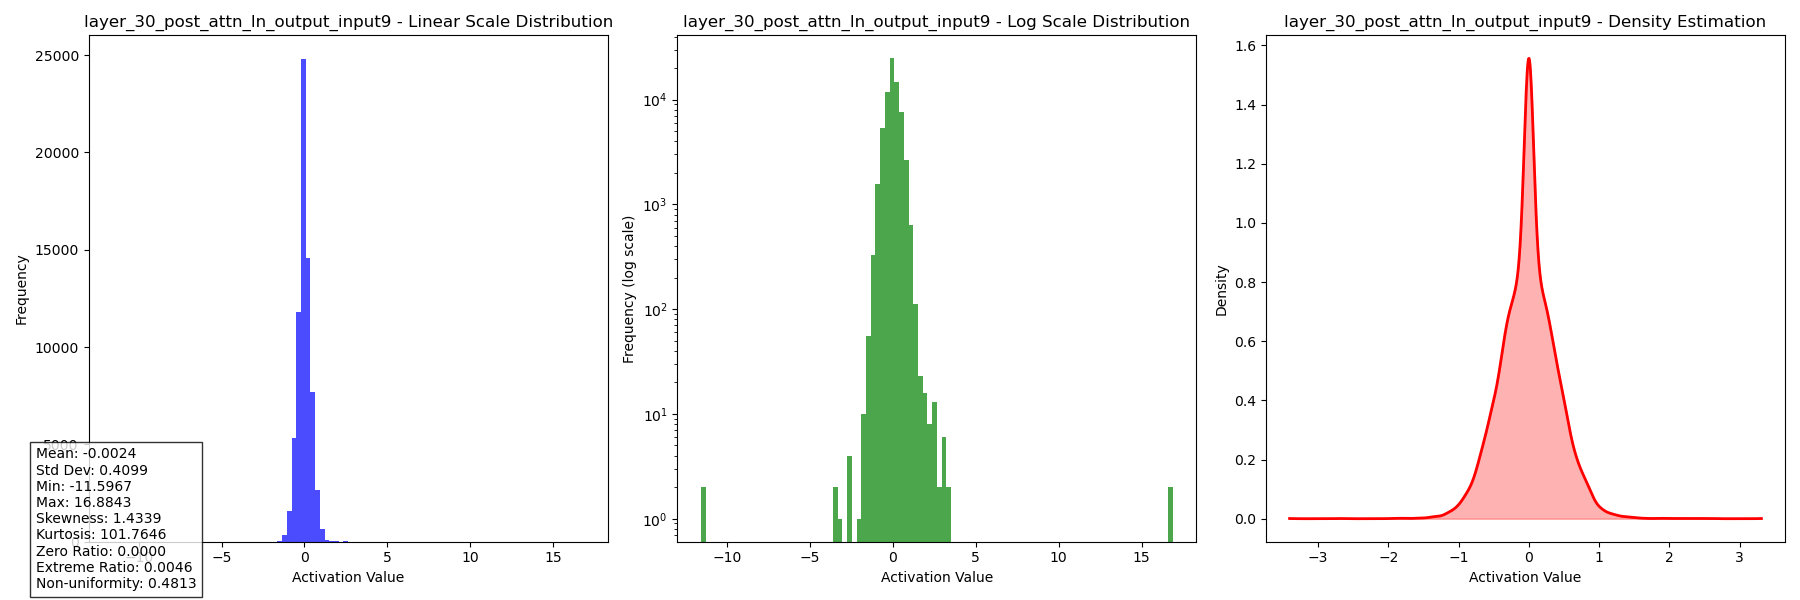 layer_30_post_attn_ln_output_input9 - Linear Scale Distribution
25000
20000
15000
10000
5000
0
Frequency
−10
−5
0
5
10
15
Activation Value
Mean: -0.0024
Std Dev: 0.4099
Min: -11.5967
Max: 16.8843
Skewness: 1.4339
Kurtosis: 101.7646
Zero Ratio: 0.0000
Extreme Ratio: 0.0046
Non-uniformity: 0.4813
layer_30_post_attn_ln_output_input9 - Log Scale Distribution
10^4
10^3
10^2
10^1
10^0
Frequency (log scale)
−10
−5
0
5
10
15
Activation Value
layer_30_post_attn_ln_output_input9 - Density Estimation
1.6
1.4
1.2
1.0
0.8
0.6
0.4
0.2
0.0
Density
−3
−2
−1
0
1
2
3
Activation Value